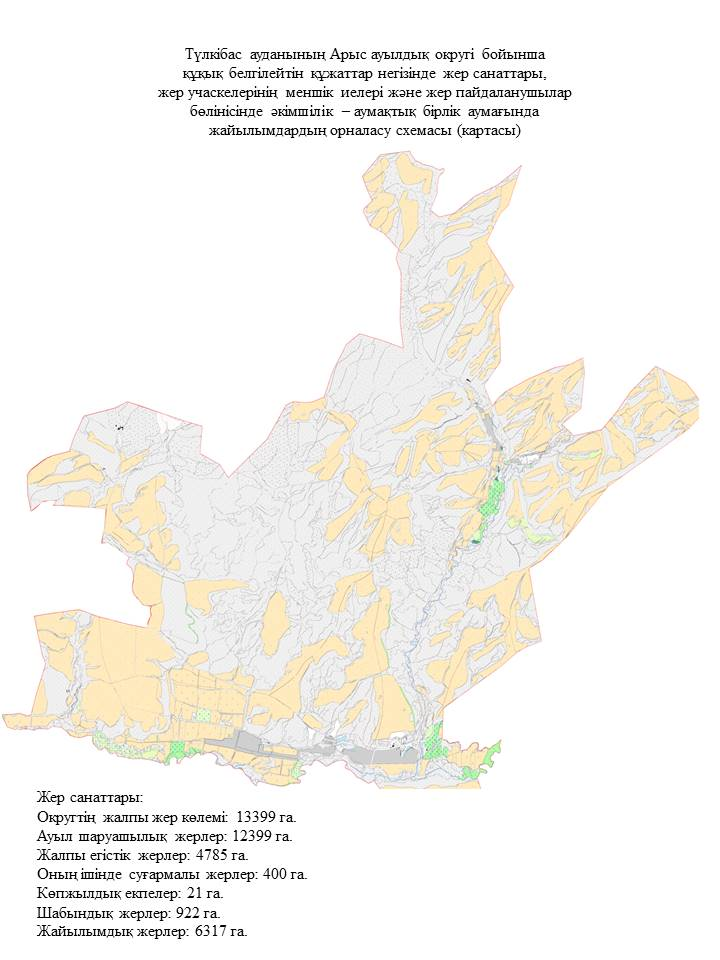 Түлкібас ауданының Арыс ауылдық округі бойынша
құқық белгілейтін құжаттар негізінде жер санаттары,
жер учаскелерінің меншік иелері және жер пайдаланушылар
бөлінісінде әкімшілік – аумақтық бірлік аумағында
жайылымдардың орналасу схемасы (картасы)
Жер санаттары:
Округтің жалпы жер көлемі: 13399 га.
Ауыл шаруашылық жерлер: 12399 га.
Жалпы егістік жерлер: 4785 га.
Оның ішінде суғармалы жерлер: 400 га.
Көпжылдық екпелер: 21 га.
Шабындық жерлер: 922 га.
Жайылымдық жерлер: 6317 га.